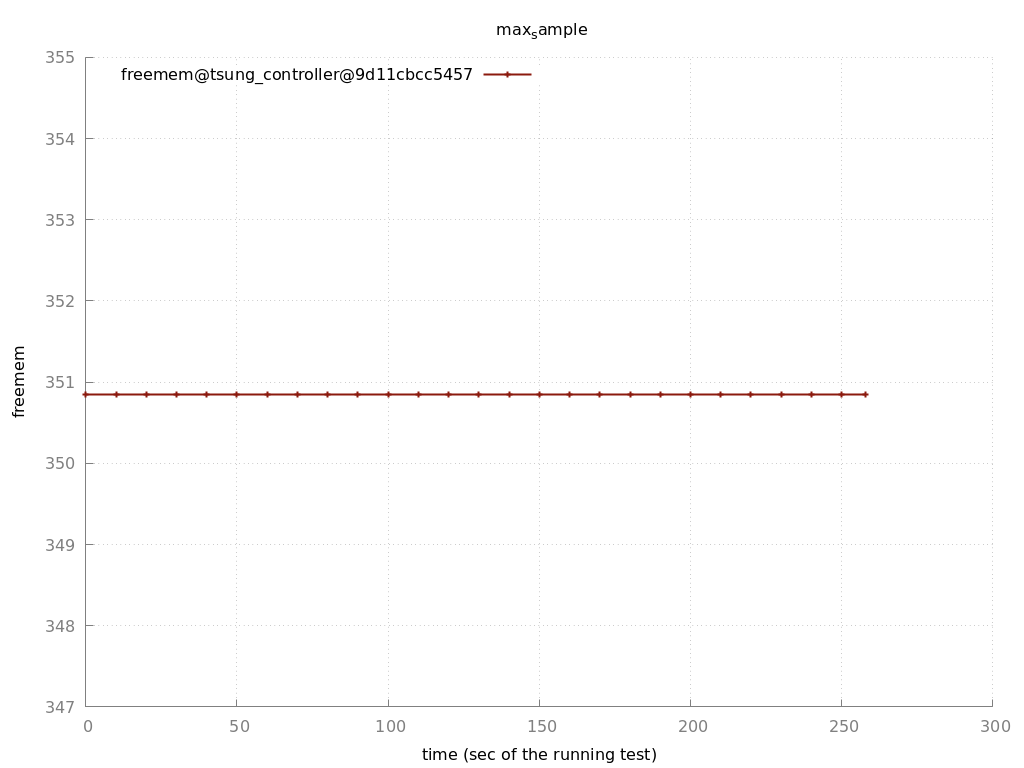 maxsample
355
freemem@tsung_controller@9d11cbcc5457
354
353
352
351
350
349
348
347
freemem
0 50 100 150 200 250 300
time (sec of the running test)